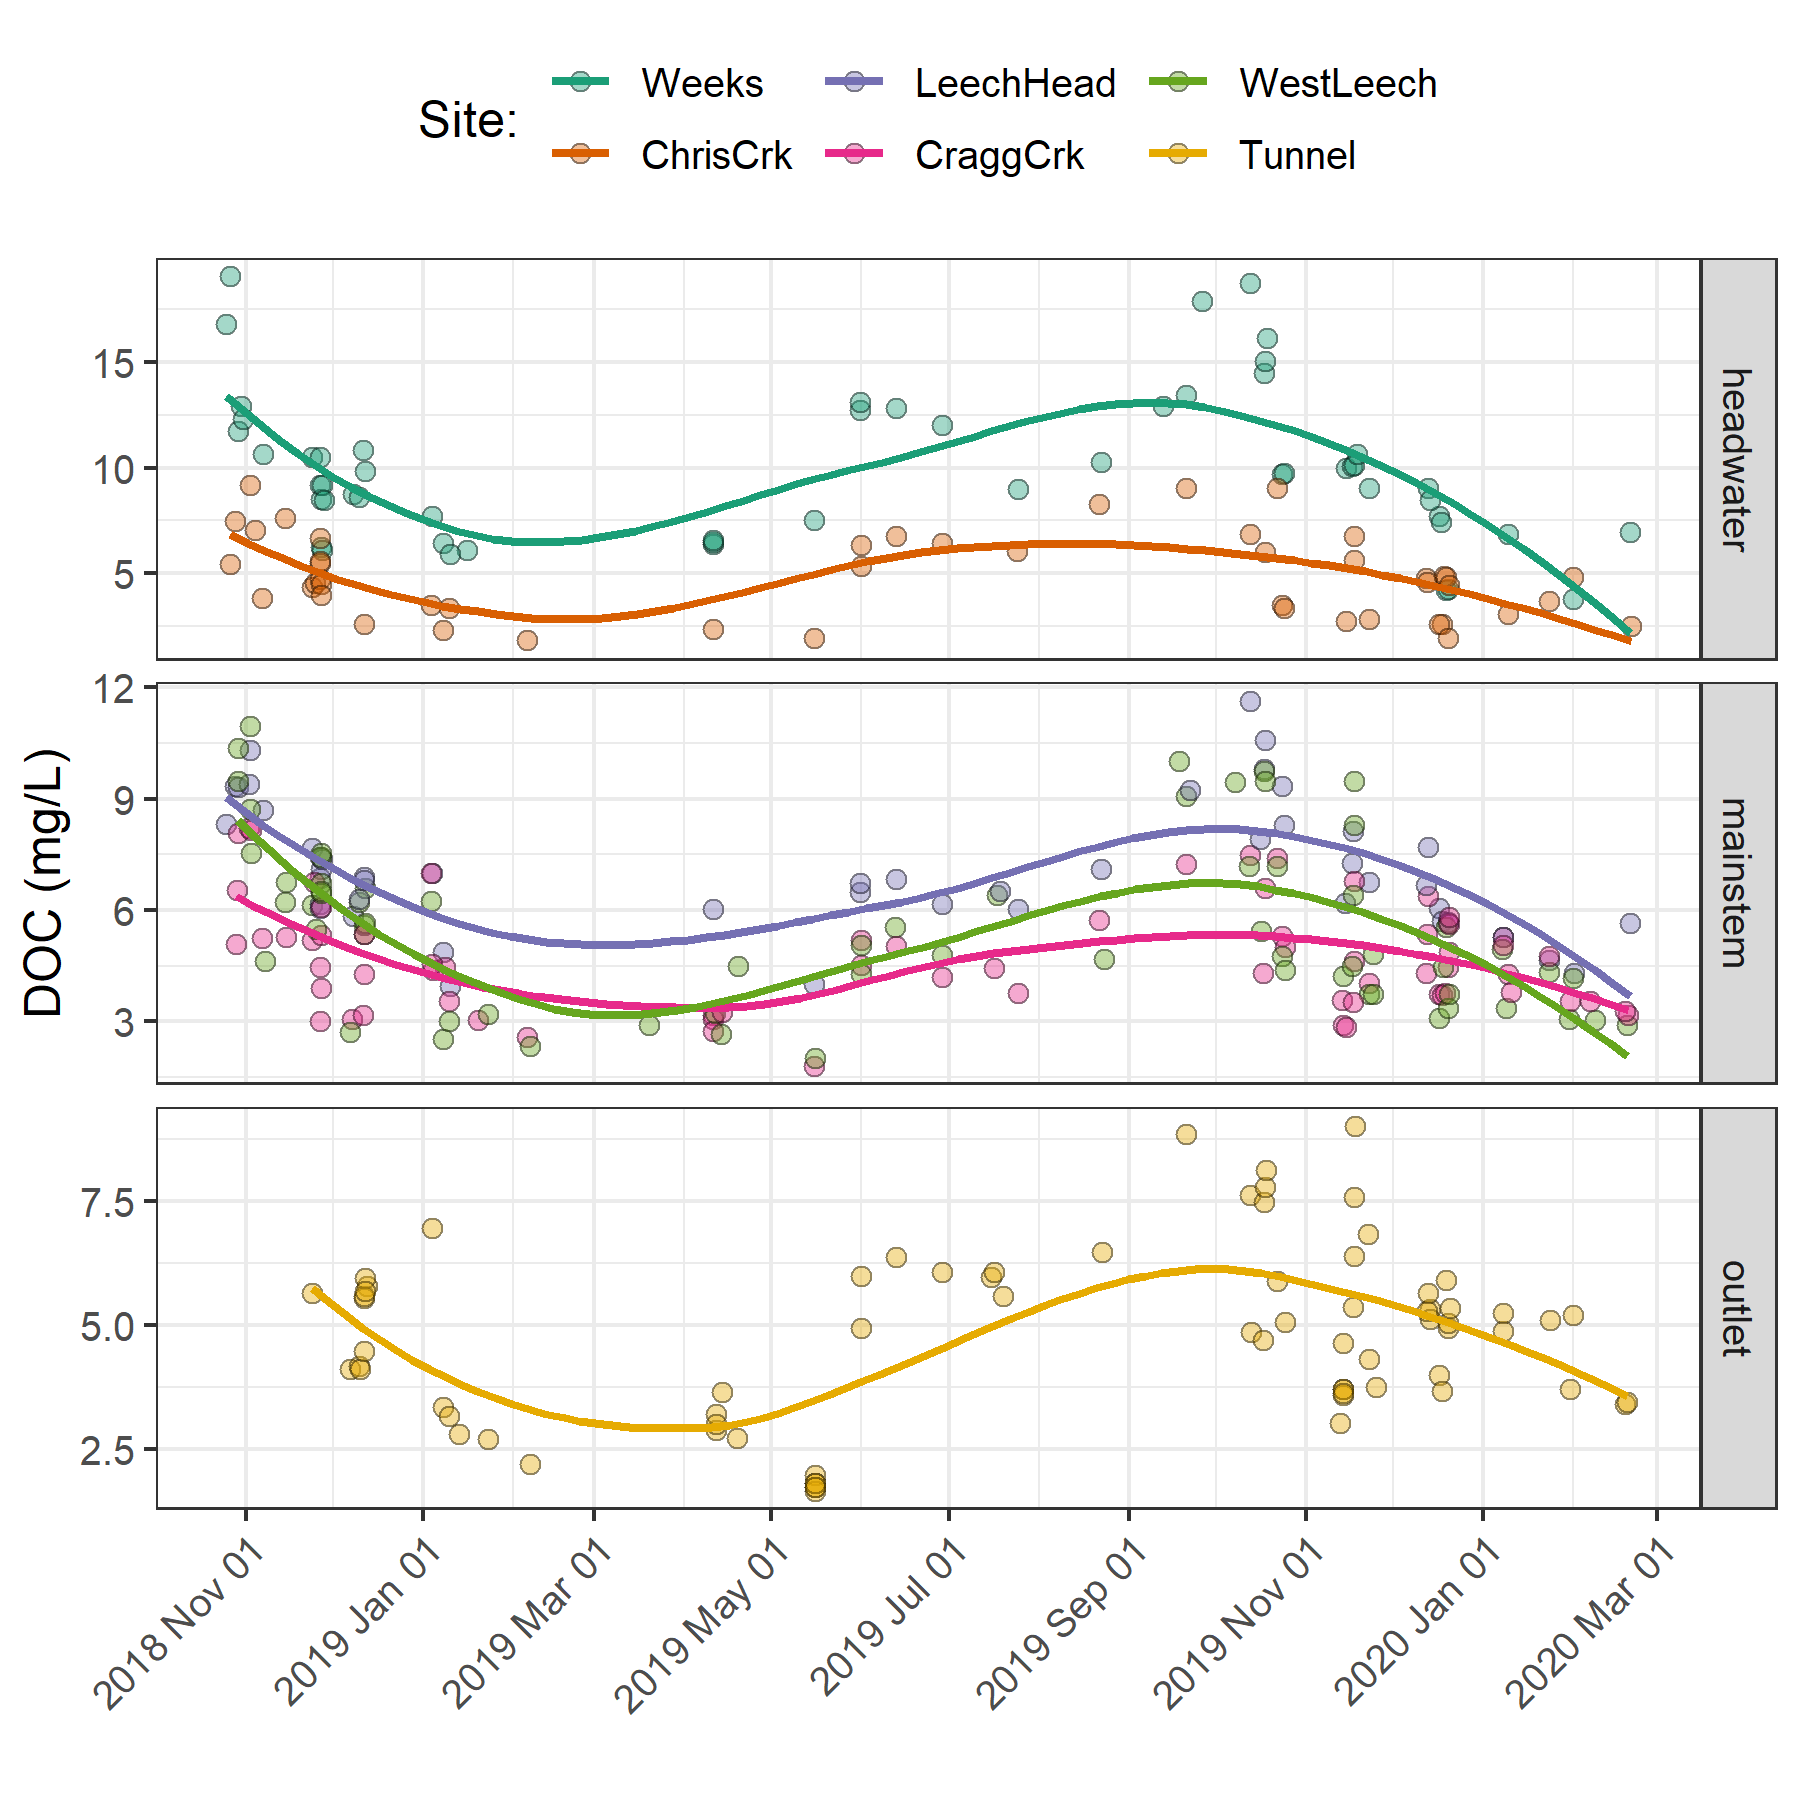 Site:
Weeks
LeechHead
WestLeech
ChrisCrk
CraggCrk
Tunnel
DOC (mg/L)
15
10
5
headwater
12
9
6
3
mainstem
7.5
5.0
2.5
outlet
2018 Nov 01
2019 Jan 01
2019 Mar 01
2019 May 01
2019 Jul 01
2019 Sep 01
2019 Nov 01
2020 Jan 01
2020 Mar 01